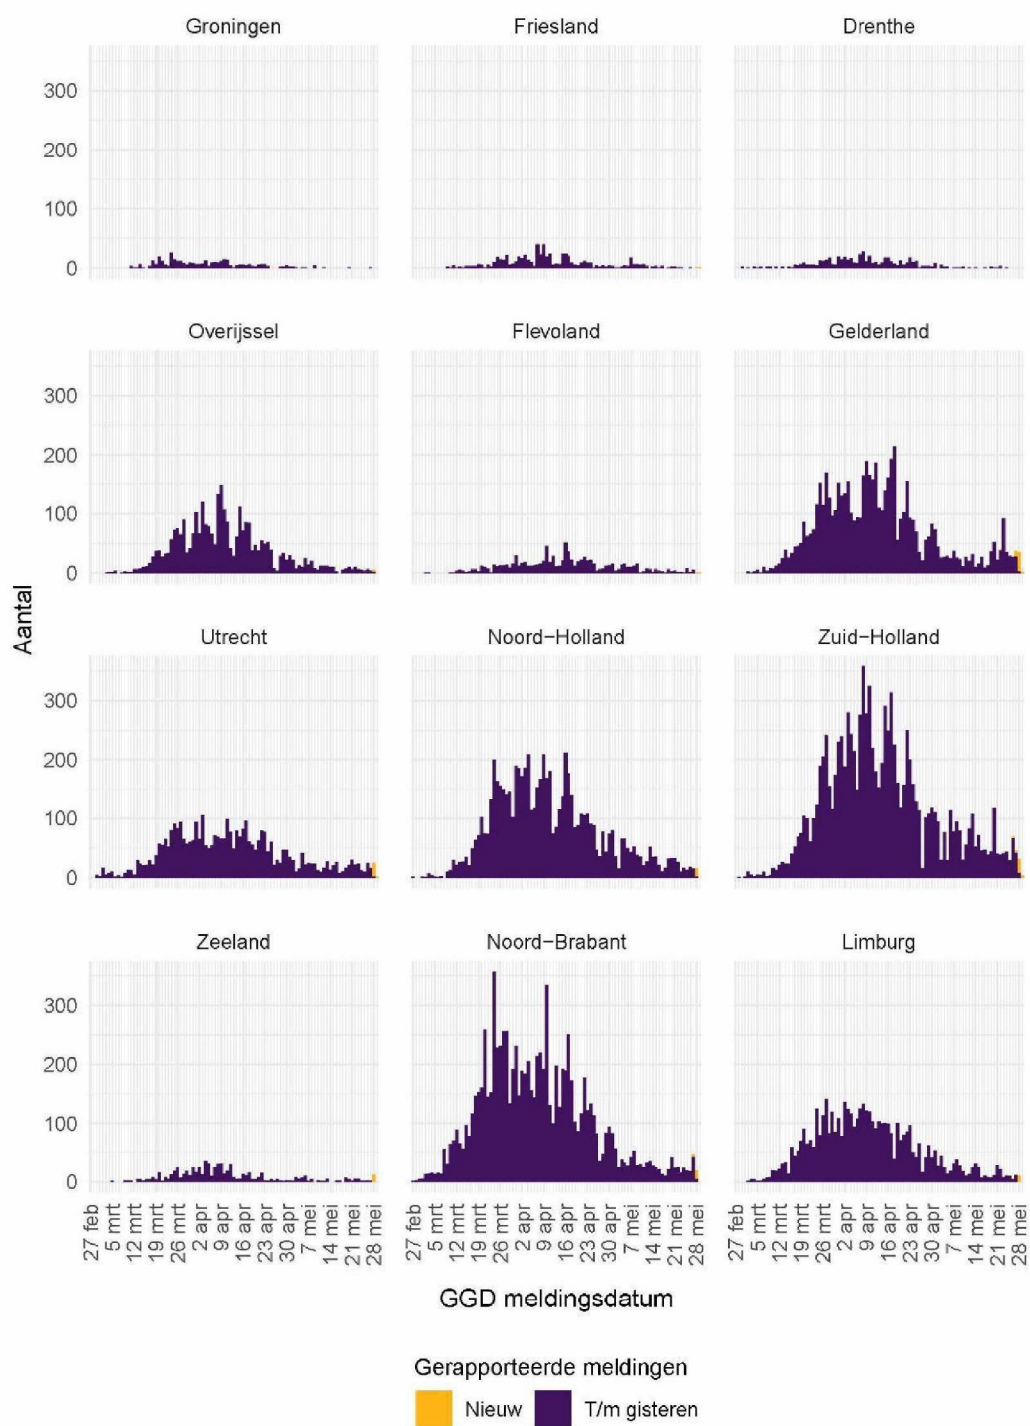 Groningen Friesland Drenthe
300
200
100
0
Overijssel Flevoland Gelderland
300
200
100
0
Aantal
Utrecht Noord-Holland Zuid-Holland
300
200
100
0
Zeeland Noord-Brabant Limburg
300
200
100
0
27 feb 5 mrt 12 mrt 19 mrt 26 mrt 2 apr 9 apr 16 apr 23 apr 30 apr 7 mei 14 mei 21 mei 28 mei
27 feb 5 mrt 12 mrt 19 mrt 26 mrt 2 apr 9 apr 16 apr 23 apr 30 apr 7 mei 14 mei 21 mei 28 mei
27 feb 5 mrt 12 mrt 19 mrt 26 mrt 2 apr 9 apr 16 apr 23 apr 30 apr 7 mei 14 mei 21 mei 28 mei
GGD meldingsdatum
Gerapporteerde meldingen
Nieuw T/m gisteren